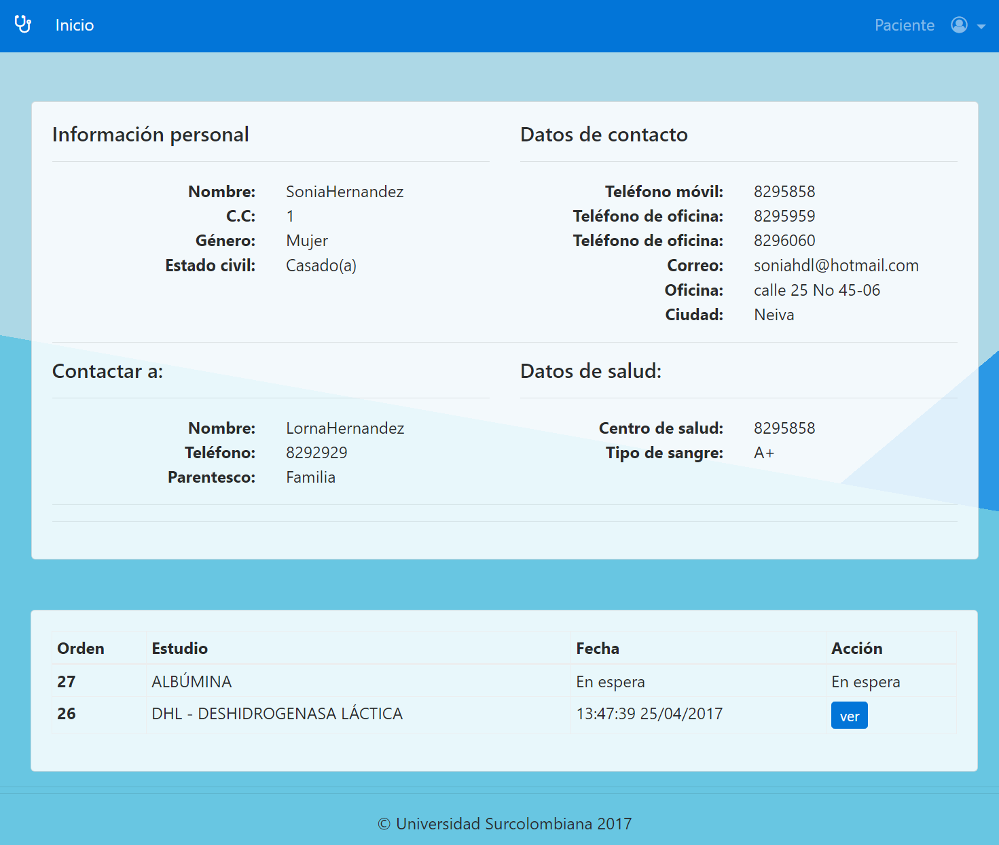 Inicio
Paciente
Información personal
Nombre: SoniaHernandez
C.C: 1
Género: Mujer
Estado civil: Casado(a)
Datos de contacto
Teléfono móvil: 8295858
Teléfono de oficina: 8295959
Teléfono de oficina: 8296060
Correo: soniahdl@hotmail.com
Oficina: calle 25 No 45-06
Ciudad: Neiva
Contactar a:
Nombre: LornaHernandez
Teléfono: 8292929
Parentesco: Familia
Datos de salud:
Centro de salud: 8295858
Tipo de sangre: A+
Orden Estudio Fecha Acción
27 ALBÚMINA En espera En espera
26 DHL - DESHIDROGENASA LÁCTICA 13:47:39 25/04/2017 ver
© Universidad Surcolombiana 2017